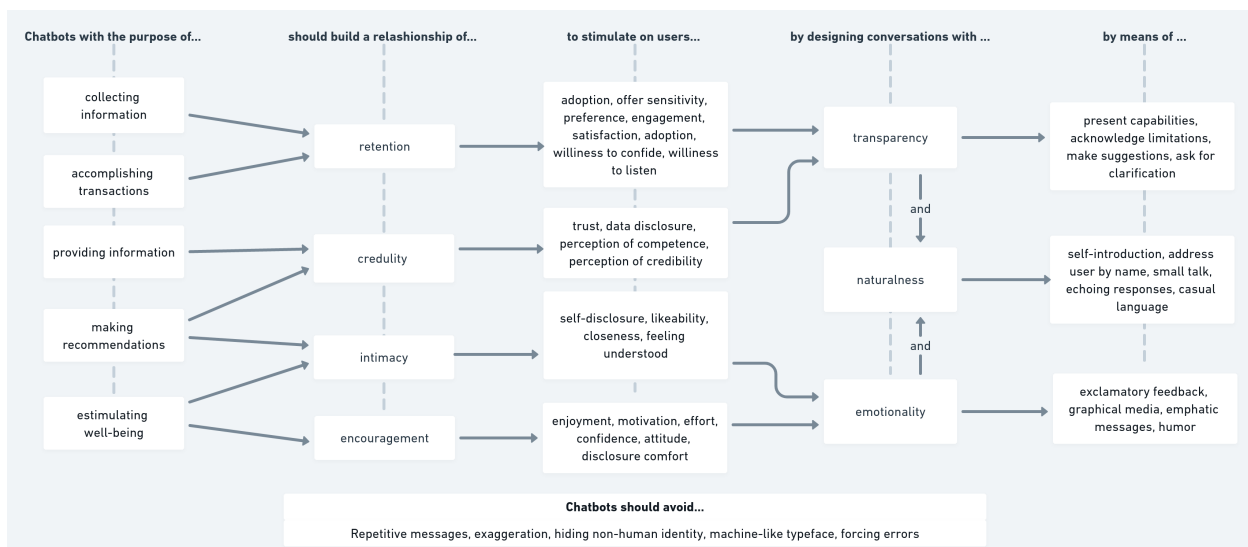 Chatbots with the purpose of...
should build a relashionship of...
to stimulate on users...
by designing conversations with ...
by means of ...
collecting
information
accomplishing
transactions
providing information
making
recommendations
estimulating
well-being
retention
credulity
intimacy
encouragement
adoption, offer sensitivity,
preference, engagement,
satisfaction, adoption,
williness to confide, williness
to listen
trust, data disclosure,
perception of competence,
perception of credibility
self-disclosure, likeability,
closeness, feeling
understood
enjoyment, motivation, effort,
confidence, attitude,
disclosure comfort
transparency
and
naturalness
and
emotionality
present capabilities,
acknowledge limitations,
make suggestions, ask for
clarification
self-introduction, address
user by name, small talk,
echoing responses, casual
language
exclamatory feedback,
graphical media, emphatic
messages, humor
Chatbots should avoid...
Repetitive messages, exaggeration, hiding non-human identity, machine-like typeface, forcing errors